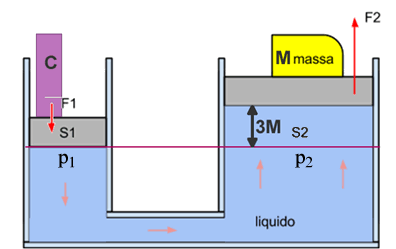 F2
M massa
C
F1
S1
3M
S2
p₁
p₂
liquido